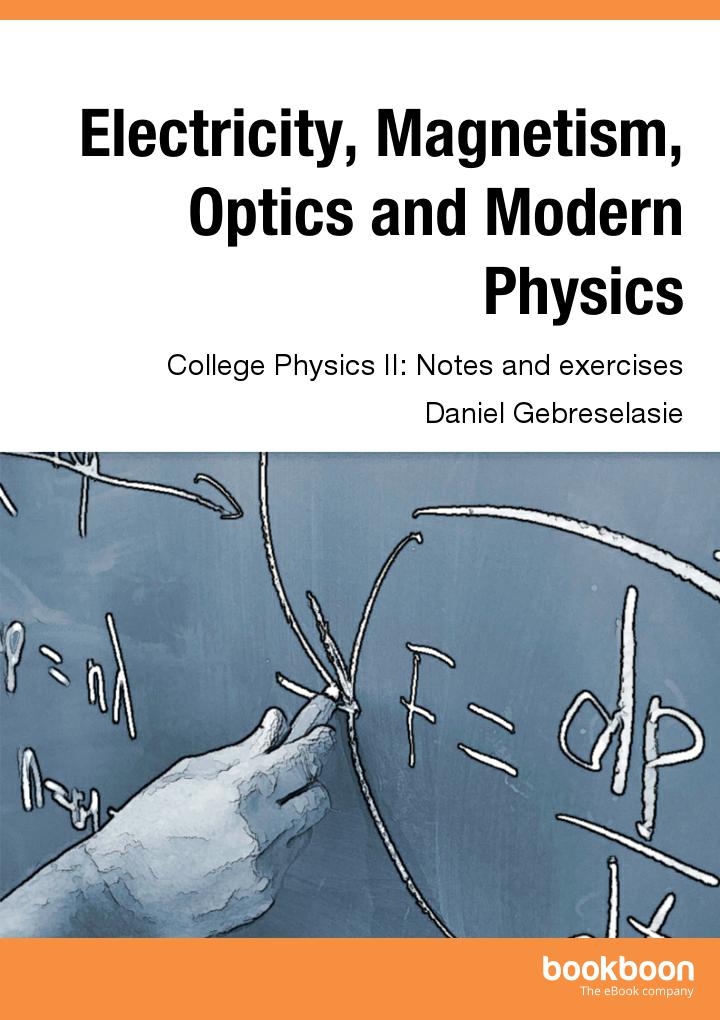 Electricity, Magnetism,
Optics and Modern
Physics
College Physics II: Notes and exercises
Daniel Gebreselasie
F = dp
dt
bookboon
The eBook company